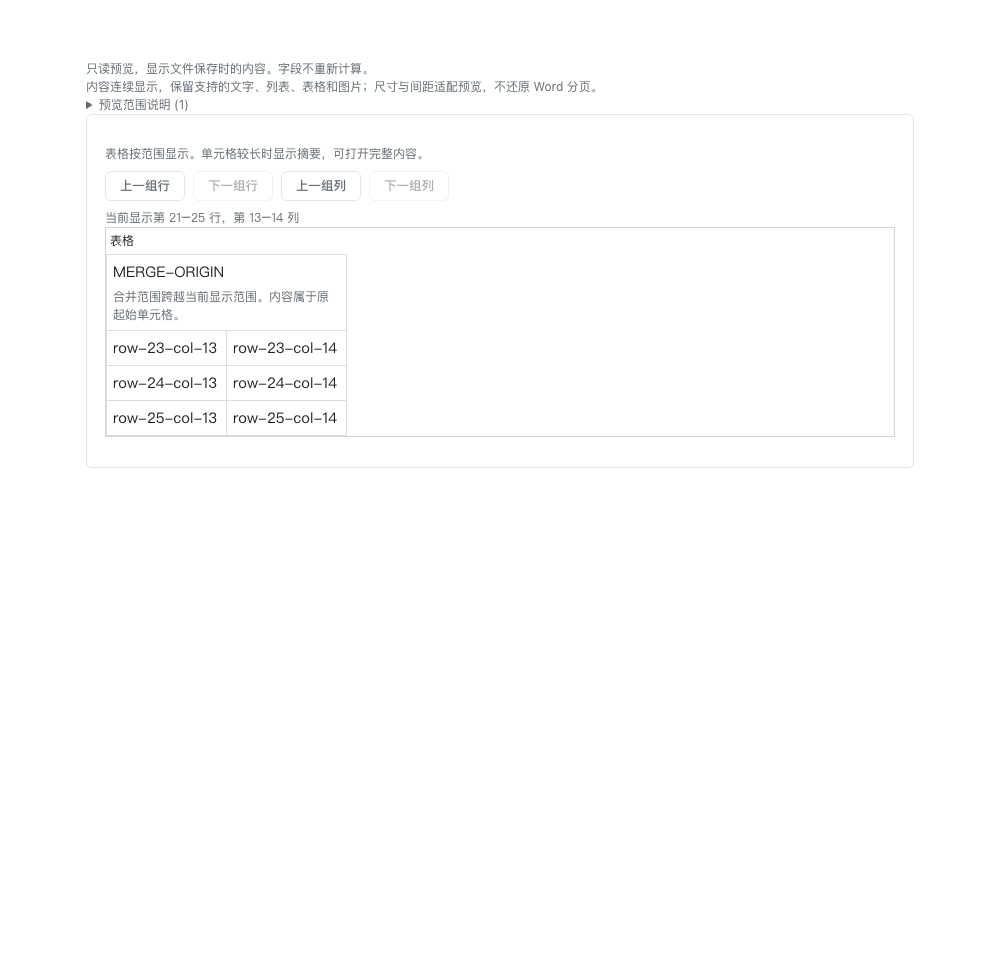 只读预览，显示文件保存时的内容。字段不重新计算。
内容连续显示，保留支持的文字、列表、表格和图片；尺寸与间距适配预览，不还原 Word 分页。
▶ 预览范围说明 (1)
表格按范围显示。单元格较长时显示摘要，可打开完整内容。
上一组行 下一组行 上一组列 下一组列
当前显示第 21–25 行，第 13–14 列
表格
MERGE-ORIGIN
合并范围跨越当前显示范围。内容属于原
起始单元格。
row-23-col-13 row-23-col-14
row-24-col-13 row-24-col-14
row-25-col-13 row-25-col-14